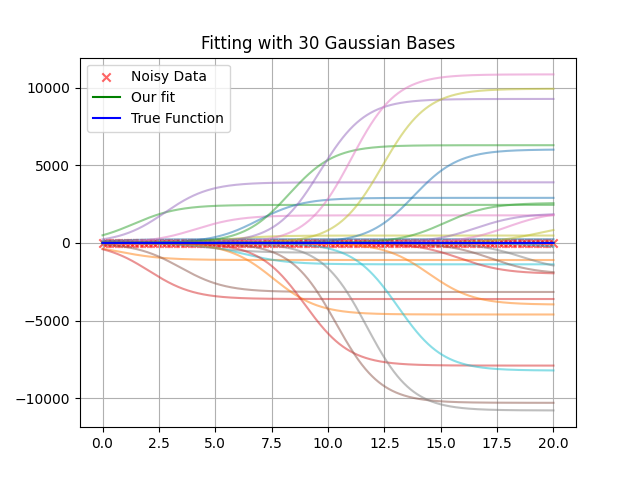 Fitting with 30 Gaussian Bases
Noisy Data
Our fit
True Function
10000
5000
0
−5000
−10000
0.0 2.5 5.0 7.5 10.0 12.5 15.0 17.5 20.0